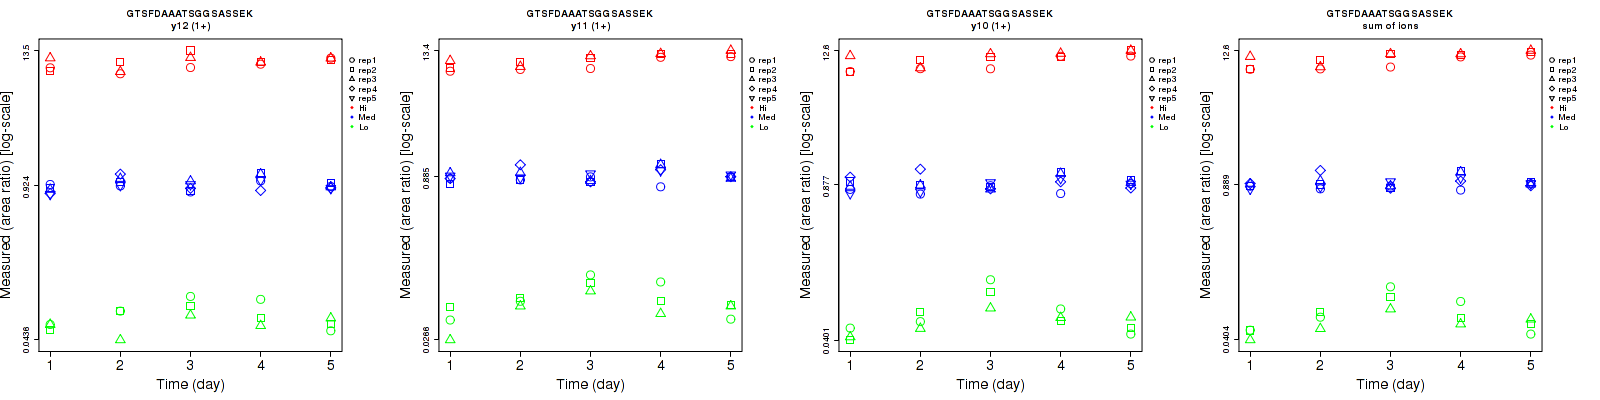 GTSFDAAATSGGSASSEK
y12 (1+)
Measured (area ratio) [log-scale]
13.5
0.924
0.0436
1 2 3 4 5
Time (day)
rep1
rep2
rep3
rep4
rep5
Hi
Med
Lo
GTSFDAAATSGGSASSEK
y11 (1+)
Measured (area ratio) [log-scale]
13.4
0.885
0.0266
1 2 3 4 5
Time (day)
rep1
rep2
rep3
rep4
rep5
Hi
Med
Lo
GTSFDAAATSGGSASSEK
y10 (1+)
Measured (area ratio) [log-scale]
12.6
0.877
0.0401
1 2 3 4 5
Time (day)
rep1
rep2
rep3
rep4
rep5
Hi
Med
Lo
GTSFDAAATSGGSASSEK
sum of ions
Measured (area ratio) [log-scale]
12.6
0.889
0.0404
1 2 3 4 5
Time (day)
rep1
rep2
rep3
rep4
rep5
Hi
Med
Lo